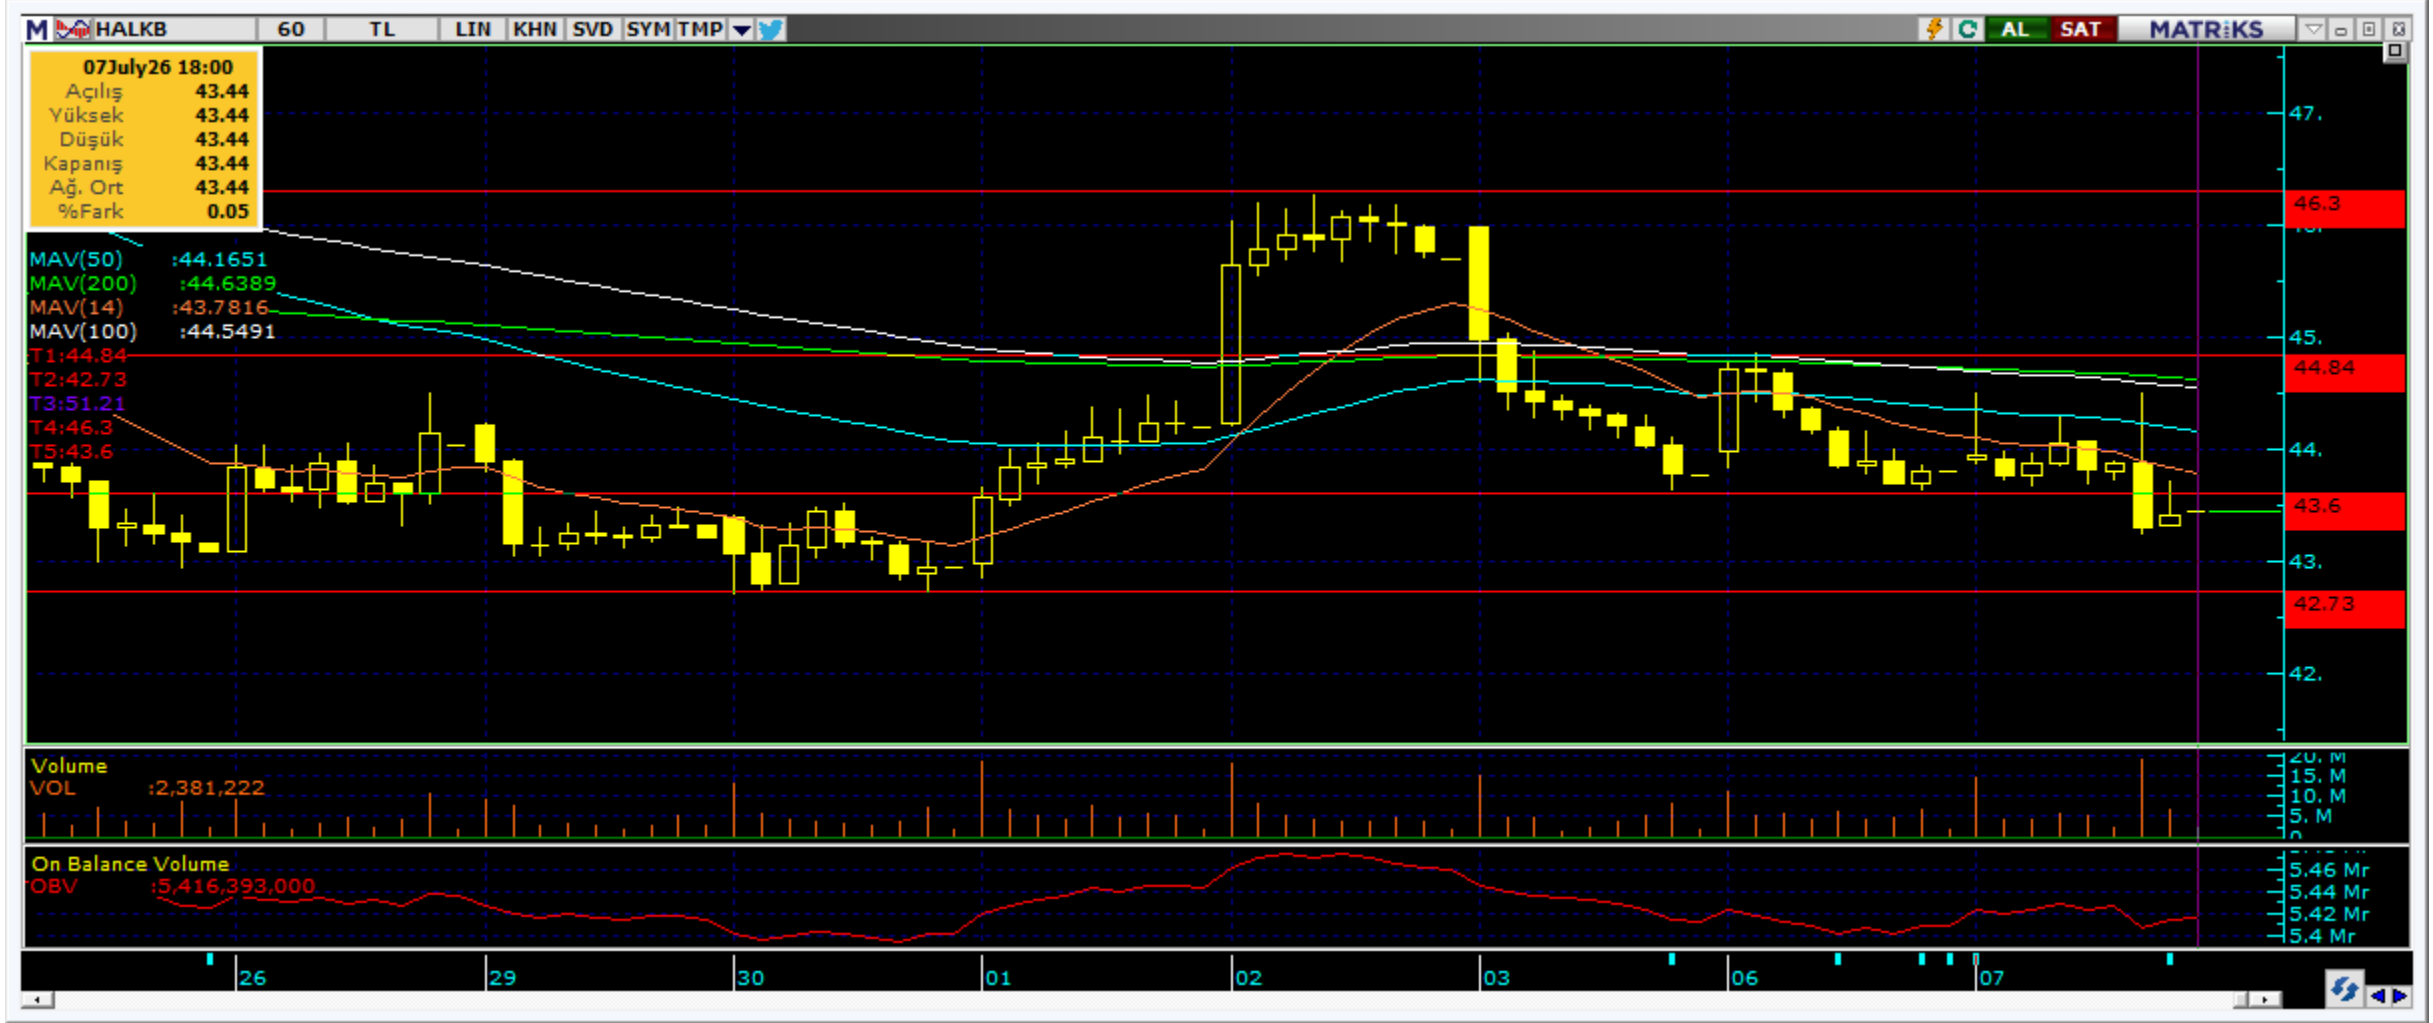 M HALKB 60 TL LIN KHN SVD SYM TMP AL SAT MATRiKS
07July26 18:00
Açılış 43.44
Yüksek 43.44
Düşük 43.44
Kapanış 43.44
Ağ. Ort 43.44
%Fark 0.05
MAV(50) :44.1651
MAV(200) :44.6389
MAV(14) :43.7816
MAV(100) :44.5491
T1:44.84
T2:42.73
T3:51.21
T4:46.3
T5:43.6
47.
46.3
45.
44.84
44.
43.6
43.
42.73
42.
Volume
VOL :2,381,222
20. M
15. M
10. M
5. M
0
On Balance Volume
OBV :5,416,393,000
5.46 Mr
5.44 Mr
5.42 Mr
5.4 Mr
26 29 30 01 02 03 06 07